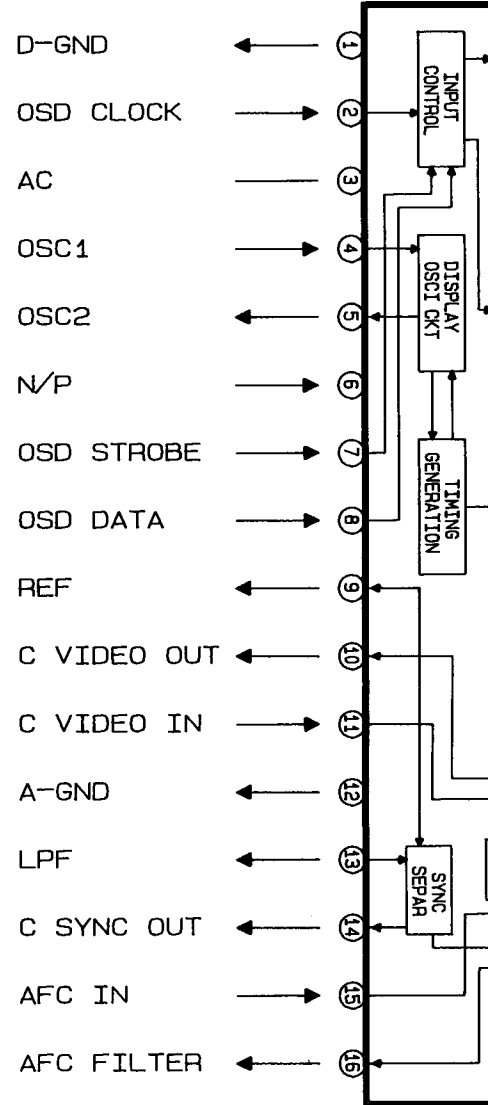 D-GND 1
OSD CLOCK 2
AC 3
OSC1 4
OSC2 5
N/P 6
OSD STROBE 7
OSD DATA 8
REF 9
C VIDEO OUT 10
C VIDEO IN 11
A-GND 12
LPF 13
C SYNC OUT 14
AFC IN 15
AFC FILTER 16
INPUT
CONTROL
DISPLAY
OSCI CKT
TIMING
GENERATION
SYNC
SEPAR